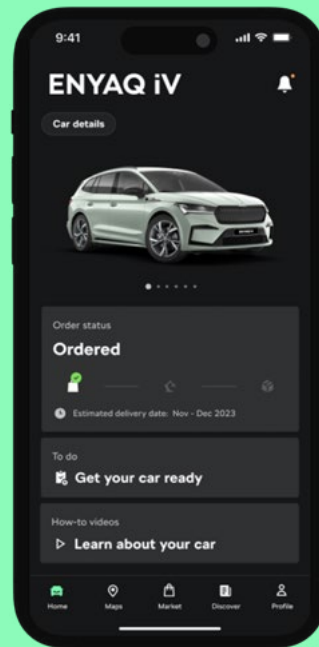 9:41
ENYAQ iV
Car details
Order status
Ordered
Estimated delivery date: Nov - Dec 2023
To do
Get your car ready
How-to videos
Learn about your car
Home
Maps
Market
Discover
Profile